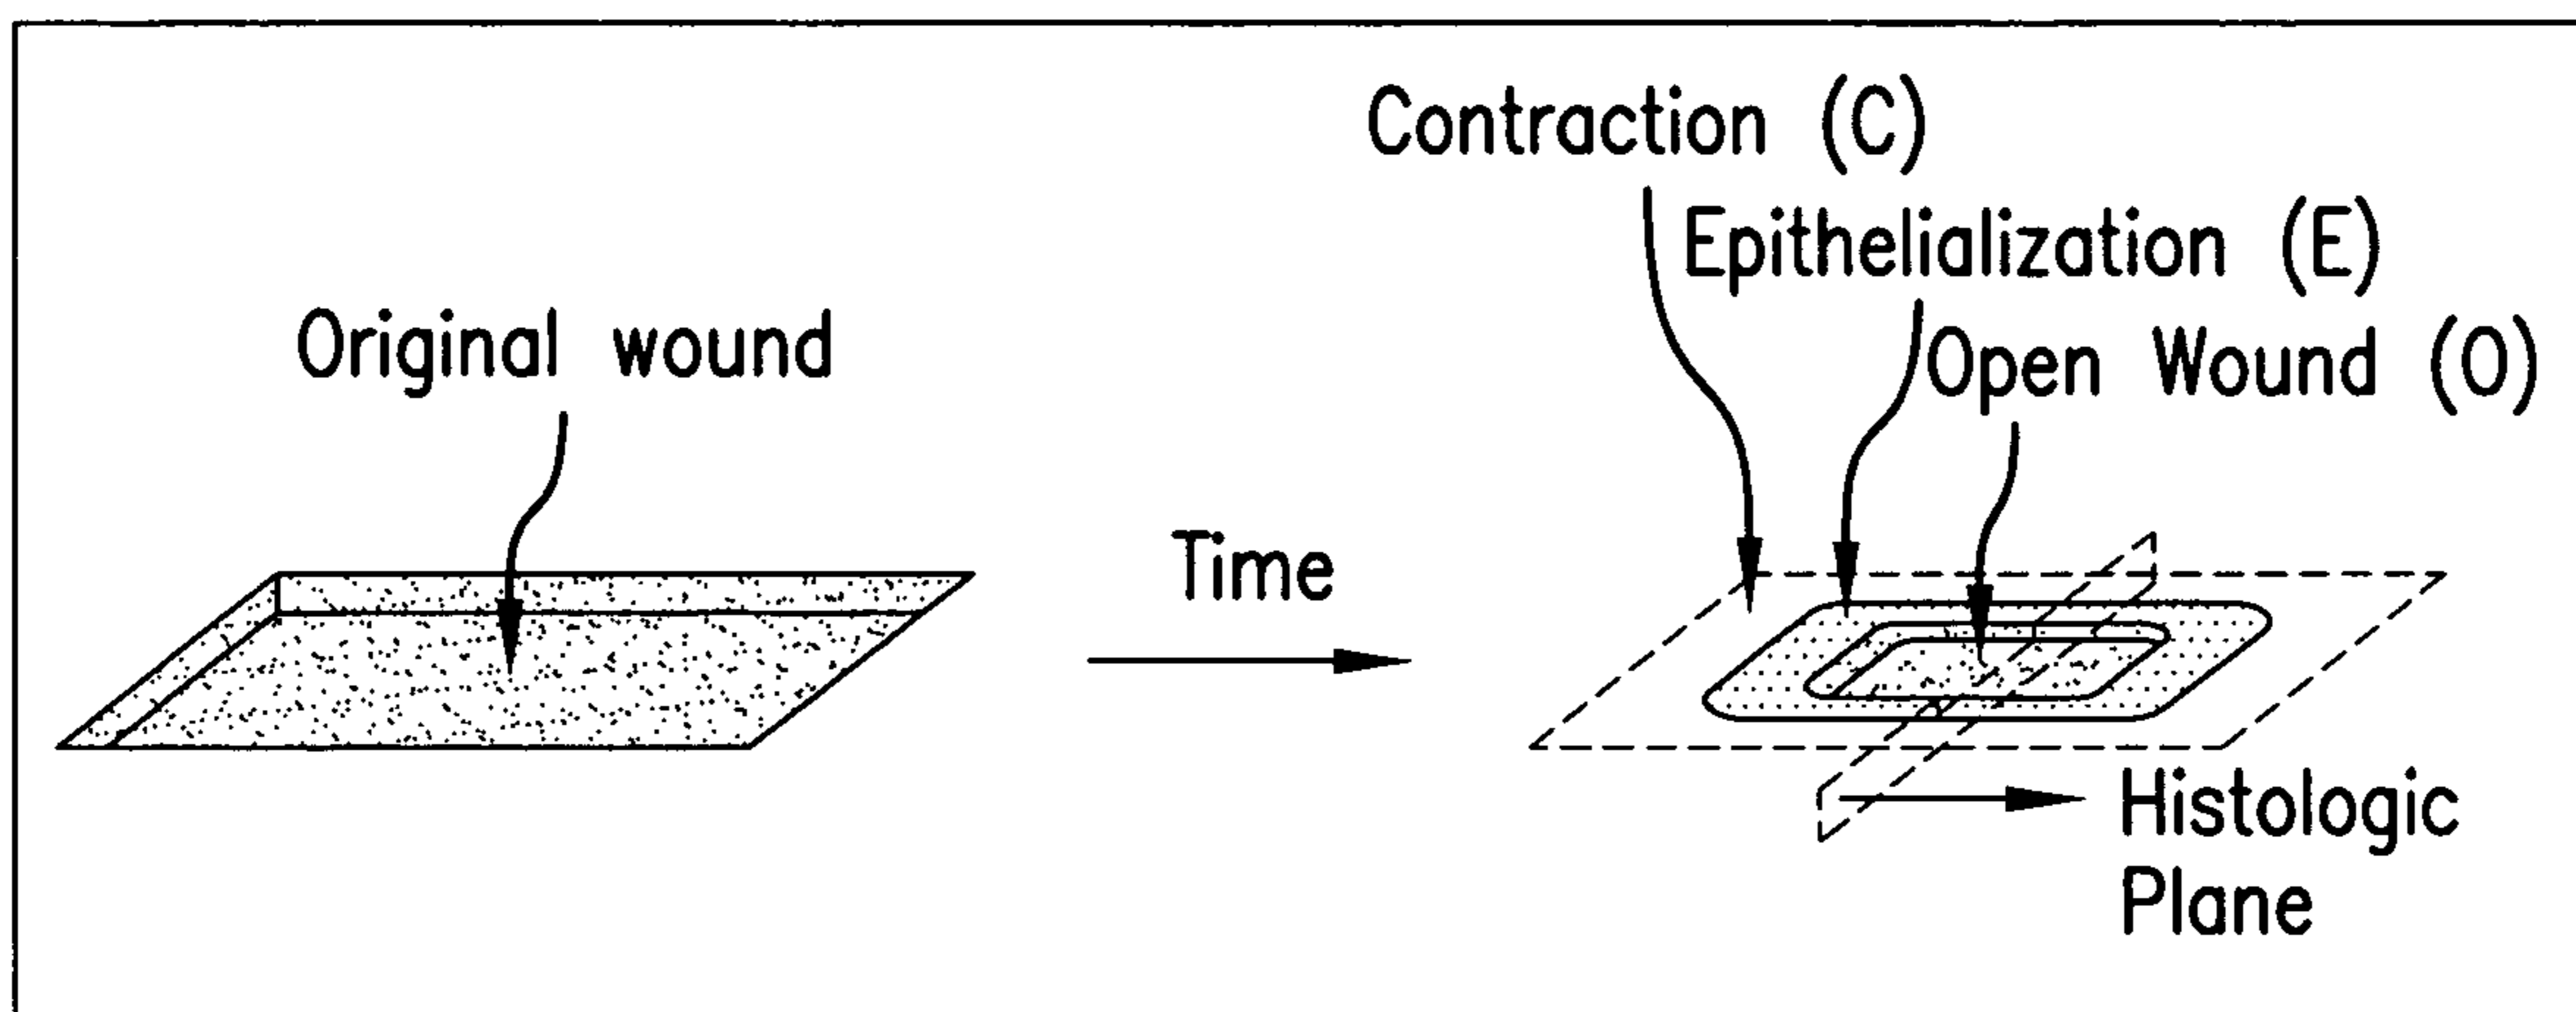 Contraction (C)
Epithelialization (E)
Original wound
Open Wound (O)
Time
Histologic
Plane